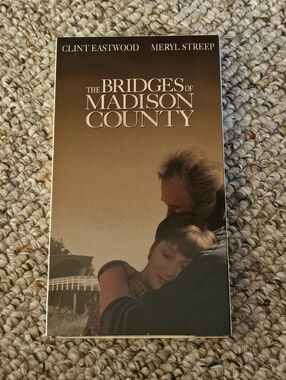 CLINT EASTWOOD MERYL STREEP
THE BRIDGES OF
MADISON
COUNTY